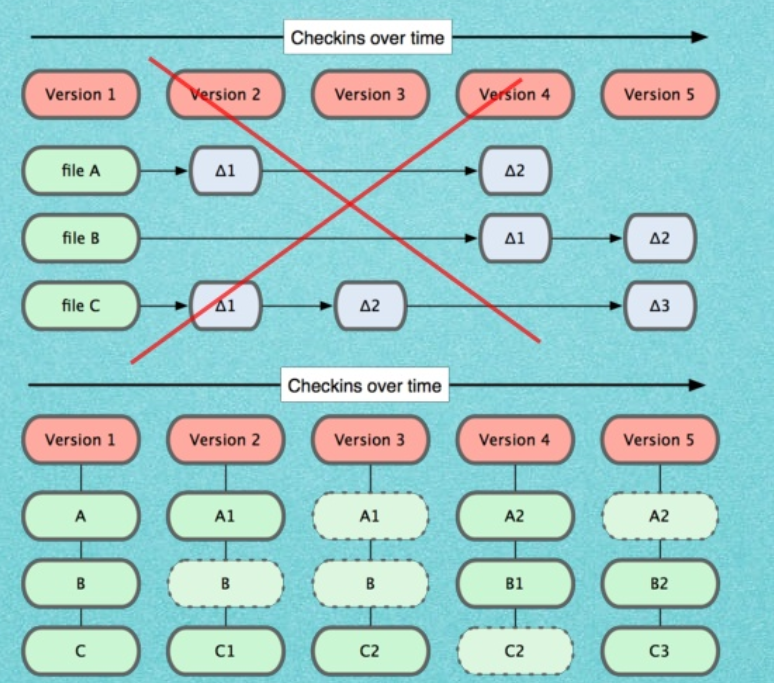 Checkins over time
Version 1 Version 2 Version 3 Version 4 Version 5
file A Δ1 Δ2
file B Δ1 Δ2
file C Δ1 Δ2 Δ3
Checkins over time
Version 1 Version 2 Version 3 Version 4 Version 5
A A1 A1 A2 A2
B B B B1 B2
C C1 C2 C2 C3